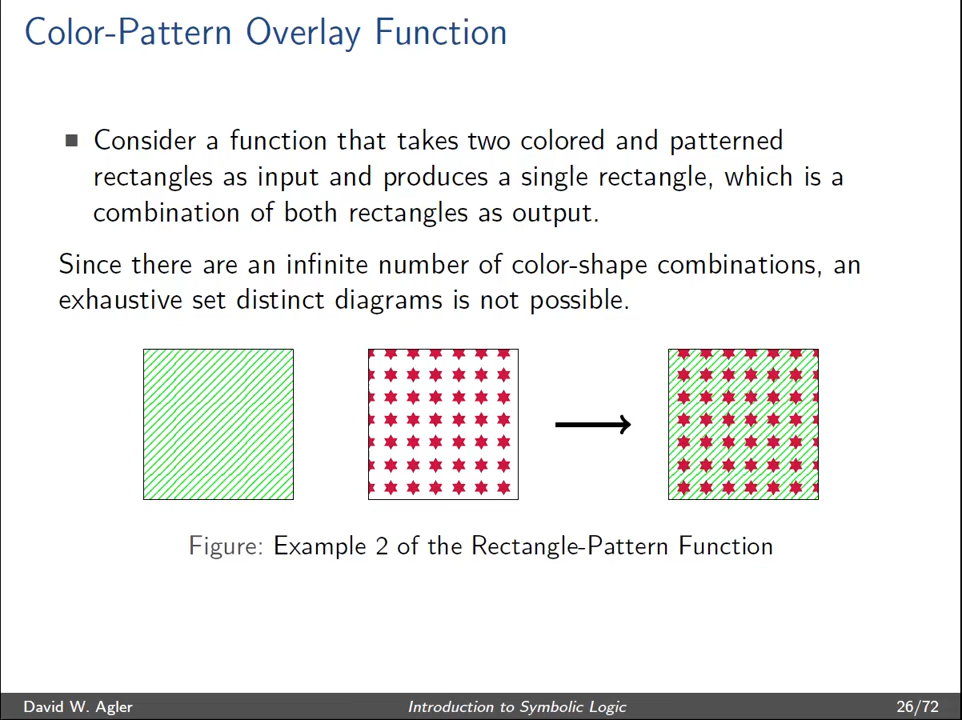 Color-Pattern Overlay Function
Consider a function that takes two colored and patterned
rectangles as input and produces a single rectangle, which is a
combination of both rectangles as output.
Since there are an infinite number of color-shape combinations, an
exhaustive set distinct diagrams is not possible.
Figure: Example 2 of the Rectangle-Pattern Function
David W. Agler
Introduction to Symbolic Logic
26/72